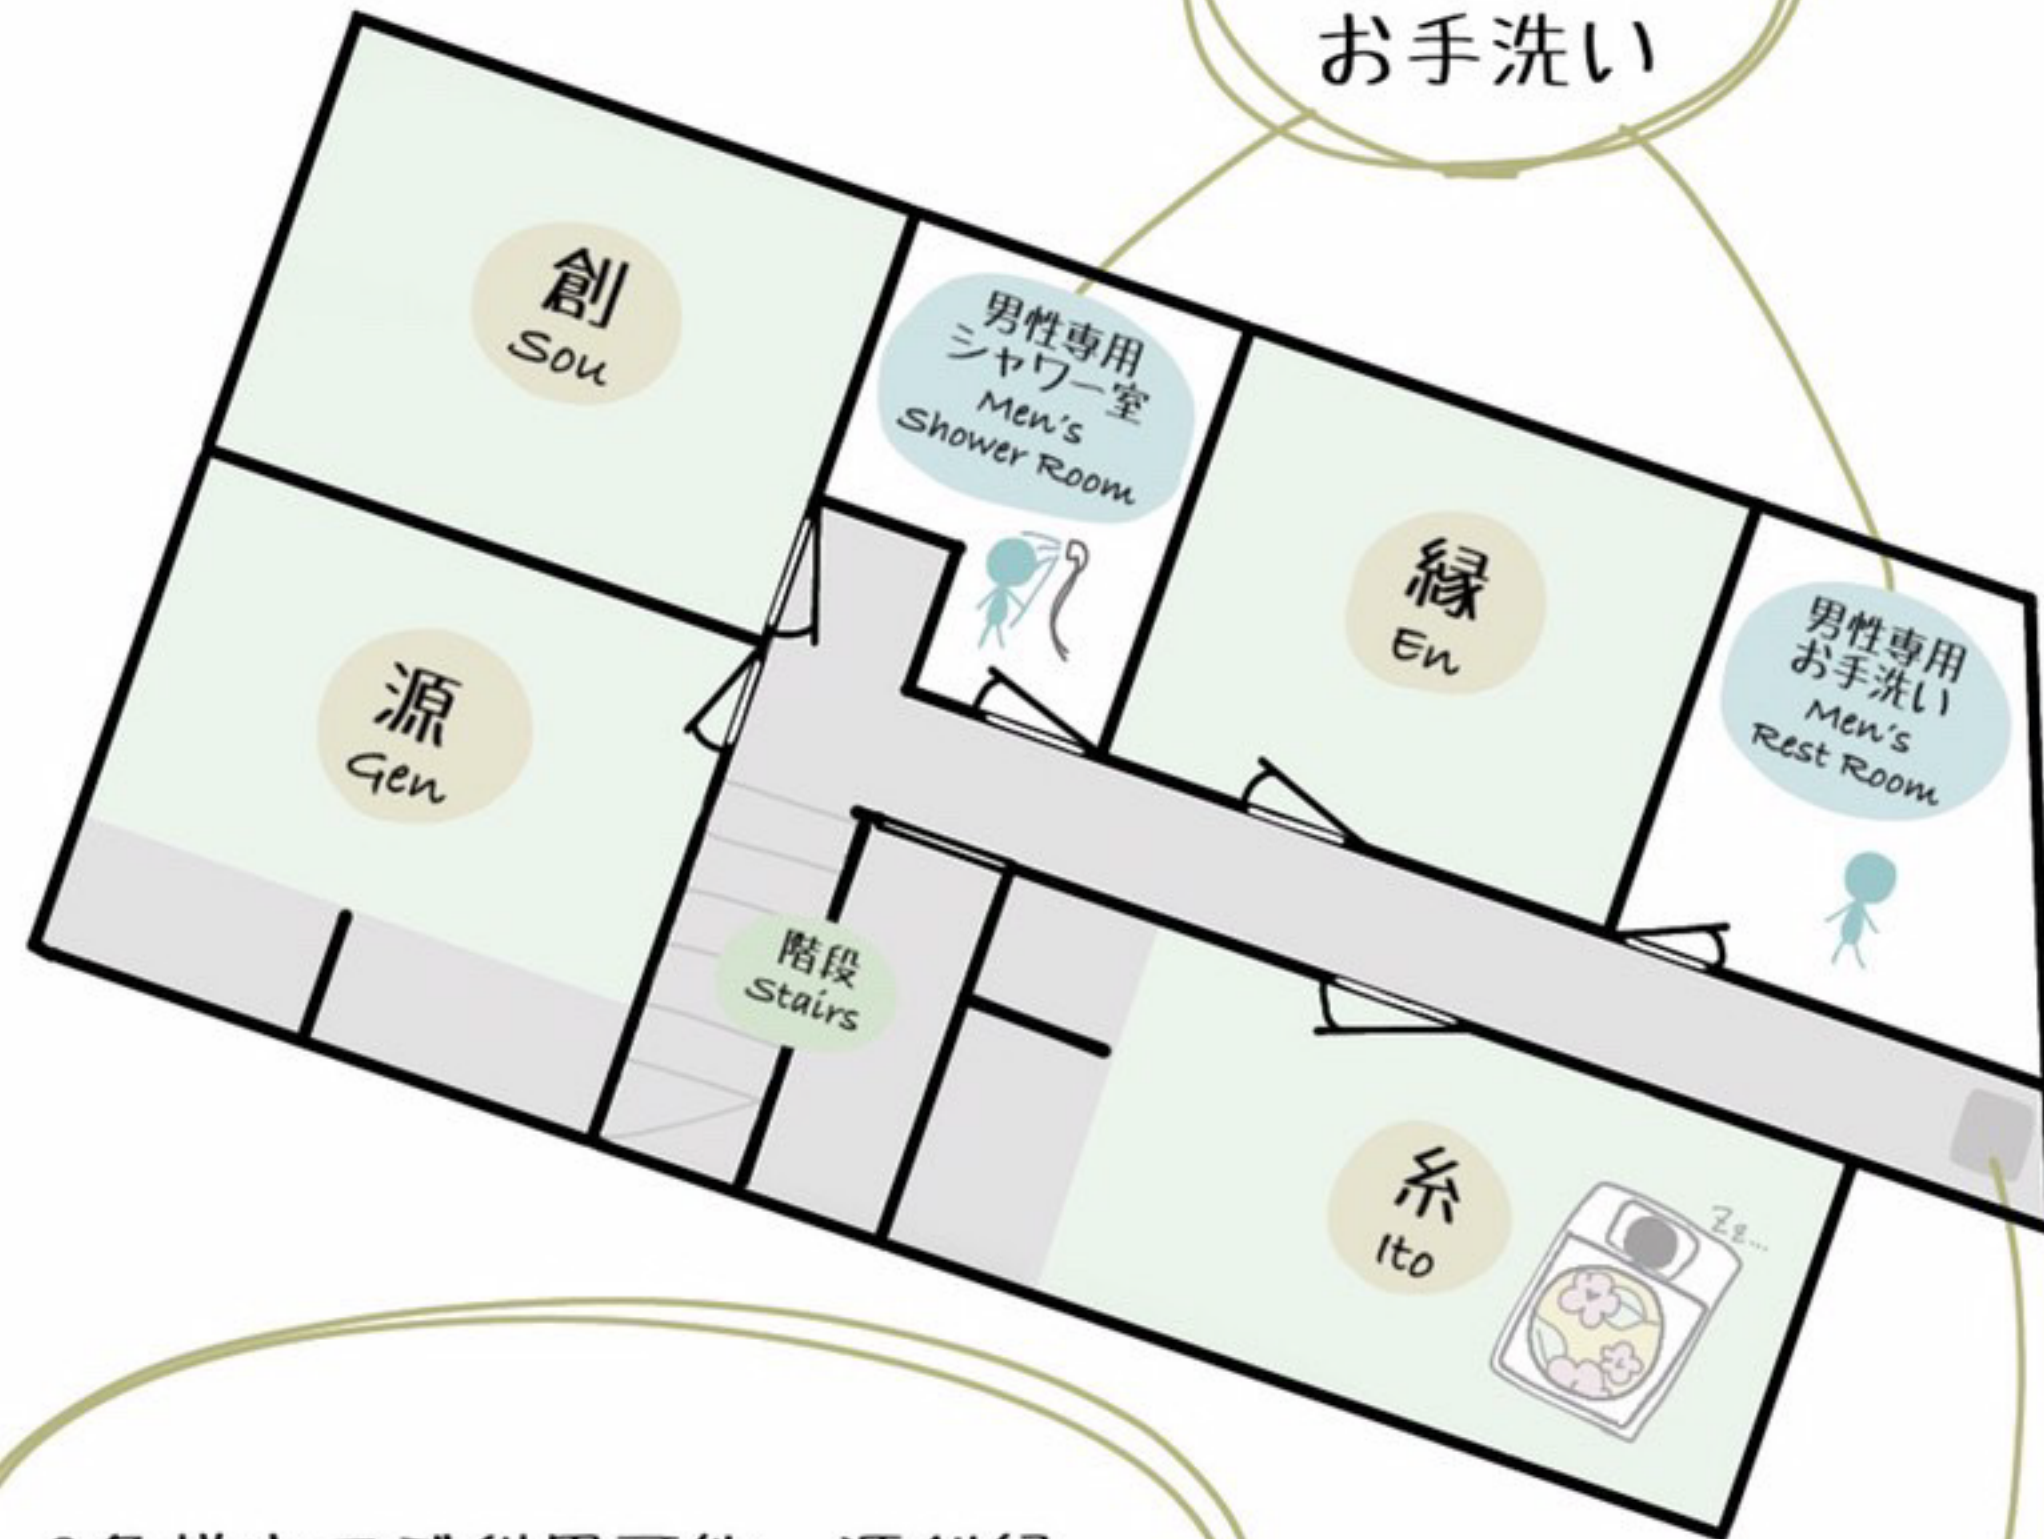 お手洗い
創
Sou
男性専用
シャワー室
Men's
Shower Room
縁
En
男性専用
お手洗い
Men's
Rest Room
源
Gen
階段
Stairs
糸
Ito
Zz...